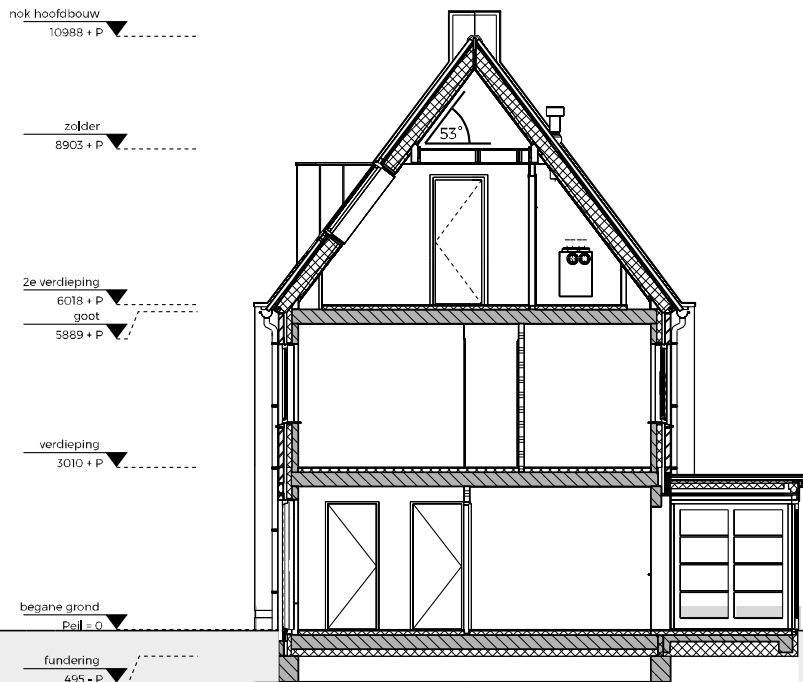 nok hoofdbouw
10988 + P
53°
zolder
8903 + P
2e verdieping
6018 + P
goot
5889 + P
verdieping
3010 + P
begane grond
Peil = 0
fundering
495 - P